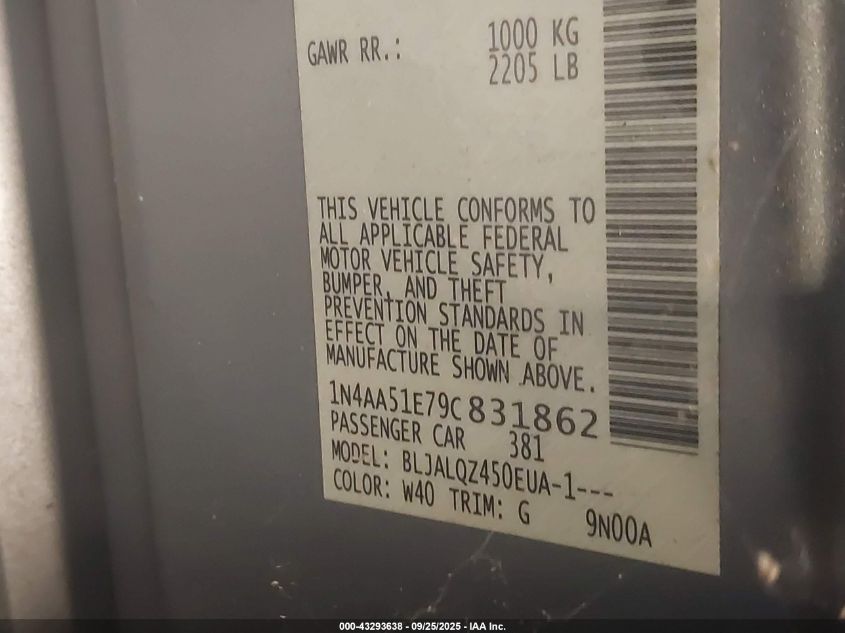 GAWR RR.: 1000 KG
2205 LB
THIS VEHICLE CONFORMS TO
ALL APPLICABLE FEDERAL
MOTOR VEHICLE SAFETY,
BUMPER, AND THEFT
PREVENTION STANDARDS IN
EFFECT ON THE DATE OF
MANUFACTURE SHOWN ABOVE.
1N4AA51E79C831862
PASSENGER CAR 381
MODEL: BLJALQZ450EUA-1---
COLOR: W40 TRIM: G 9N00A
000-43293638 - 09/25/2025 - IAA Inc.